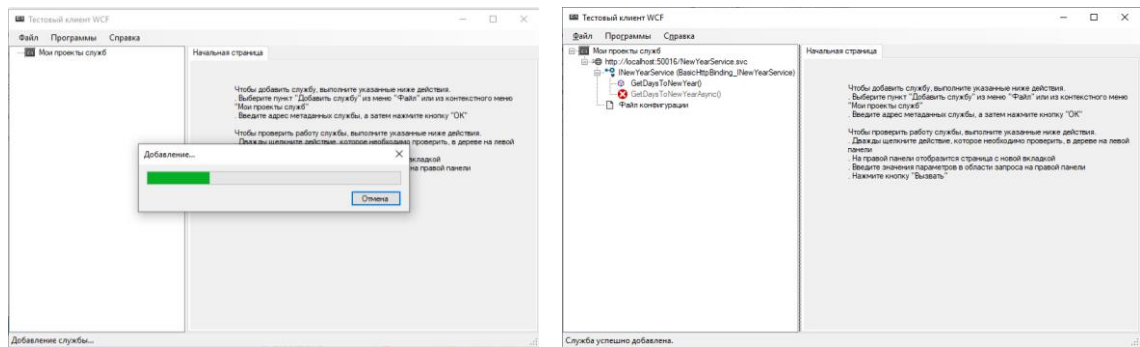 Тестовый клиент WCF
Файл Программы Справка
Мои проекты служб
Начальная страница
Чтобы добавить службу, выполните указанные ниже действия.
. Выберите пункт "Добавить службу" из меню "Файл" или из контекстного меню
"Мои проекты служб"
. Введите адрес метаданных службы, а затем нажмите кнопку "ОК"
Чтобы проверить работу службы, выполните указанные ниже действия.
. Дважды щелкните действие, которое необходимо проверить, в дереве на левой
вкладкой
на правой панели
Добавление...
Отмена
Добавление службы...
Тестовый клиент WCF
Файл Программы Справка
Мои проекты служб
http://localhost:50016/NewYearService.svc
INewYearService (BasicHttpBinding_INewYearService)
GetDaysToNewYear()
GetDaysToNewYearAsync()
Файл конфигурации
Начальная страница
Чтобы добавить службу, выполните указанные ниже действия.
. Выберите пункт "Добавить службу" из меню "Файл" или из контекстного меню
"Мои проекты служб"
. Введите адрес метаданных службы, а затем нажмите кнопку "ОК"
Чтобы проверить работу службы, выполните указанные ниже действия.
. Дважды щелкните действие, которое необходимо проверить, в дереве на левой
панели
. На правой панели отобразится страница с новой вкладкой
. Введите значения параметров в области запроса на правой панели
. Нажмите кнопку "Вызвать"
Служба успешно добавлена.